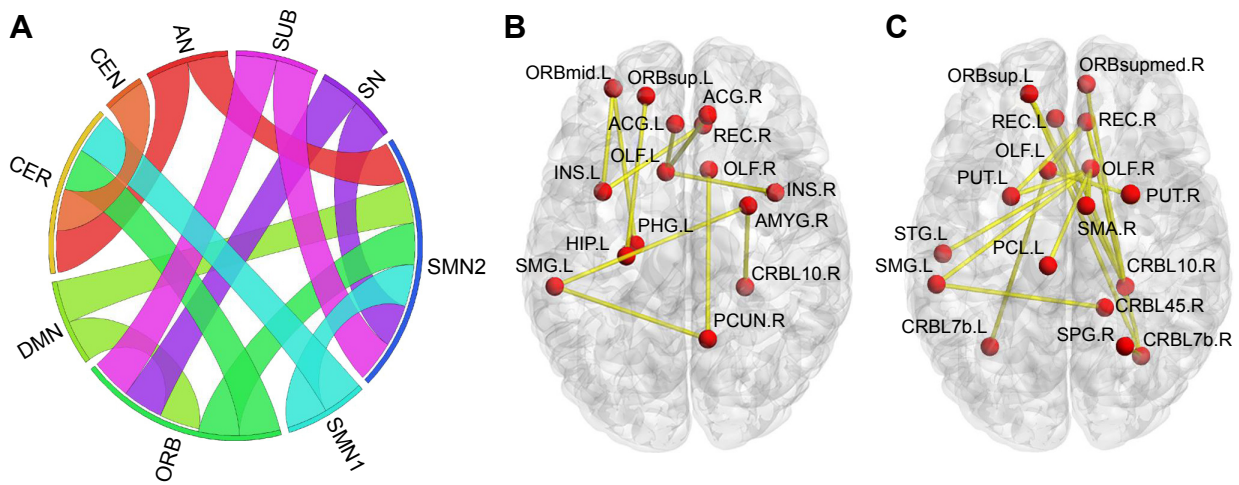 A
AN
SUB
CEN
SN
CER
SMN2
DMN
ORB
SMN1
B
ORBmid.L
ORBsup.L
ACG.R
ACG.L
REC.R
OLF.L
OLF.R
INS.L
INS.R
AMYG.R
PHG.L
HIP.L
SMG.L
CRBL10.R
PCUN.R
C
ORBsup.L
ORBsupmed.R
REC.L
REC.R
OLF.L
OLF.R
PUT.L
PUT.R
SMA.R
STG.L
PCL.L
SMG.L
CRBL10.R
CRBL45.R
CRBL7b.L
SPG.R
CRBL7b.R